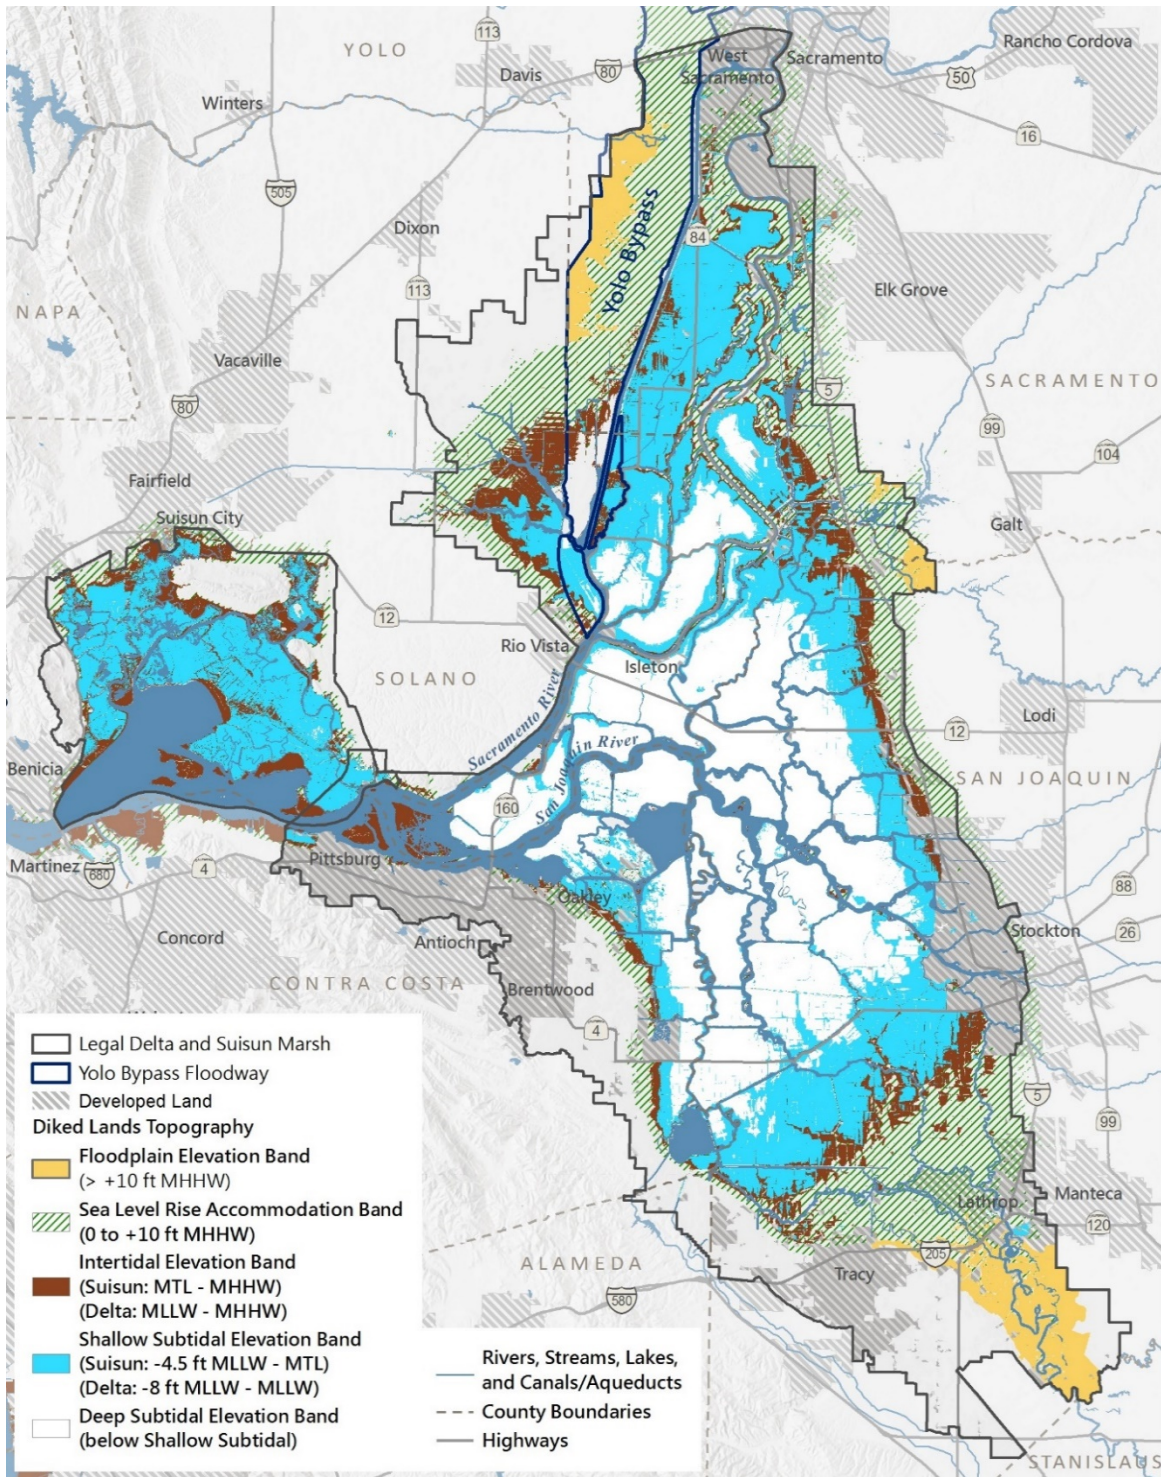 113
YOLO
Davis
80
West
Sacramento
Sacramento
Rancho Cordova
50
Winters
16
505
Dixon
84
Yolo Bypass
113
Elk Grove
NAPA
Vacaville
5
SACRAMENTO
80
99
104
Fairfield
Suisun City
Galt
12
Rio Vista
Isleton
SOLANO
Sacramento River
San Joaquin River
Lodi
12
Benicia
SAN JOAQUIN
160
Martinez
680
4
Pittsburg
Oakley
88
Concord
Antioch
Stockton
26
CONTRA COSTA
Brentwood
4
5
99
Lathrop
Manteca
120
205
ALAMEDA
Tracy
580
STANISLAUS
Legal Delta and Suisun Marsh
Yolo Bypass Floodway
Developed Land
Diked Lands Topography
Floodplain Elevation Band
(> +10 ft MHHW)
Sea Level Rise Accommodation Band
(0 to +10 ft MHHW)
Intertidal Elevation Band
(Suisun: MTL - MHHW)
(Delta: MLLW - MHHW)
Shallow Subtidal Elevation Band
(Suisun: -4.5 ft MLLW - MTL)
(Delta: -8 ft MLLW - MLLW)
Deep Subtidal Elevation Band
(below Shallow Subtidal)
Rivers, Streams, Lakes,
and Canals/Aqueducts
County Boundaries
Highways